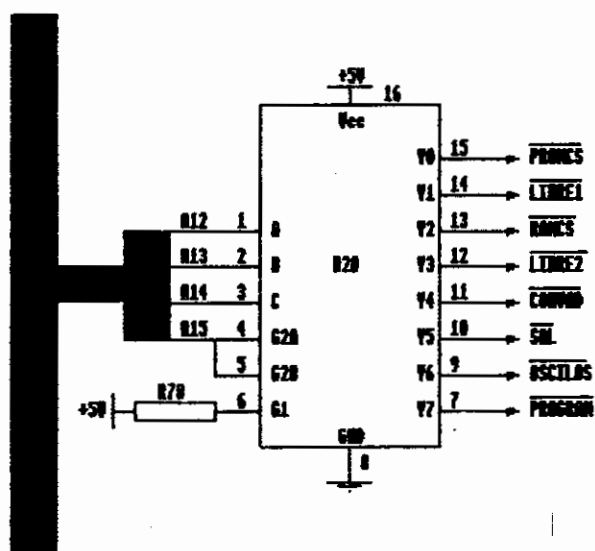 +5V
16
Vcc
Y0 15 PROMCS
Y1 14 LIBRE1
A12 1 A Y2 13 RAMCS
A13 2 B Y3 12 LIBRE2
A14 3 C Y4 11 CONVAD
A15 4 G2A Y5 10 SAL
5 G2B Y6 9 OSCILOS
+5V R70 6 G1 Y7 7 PROGRAM
GND
8